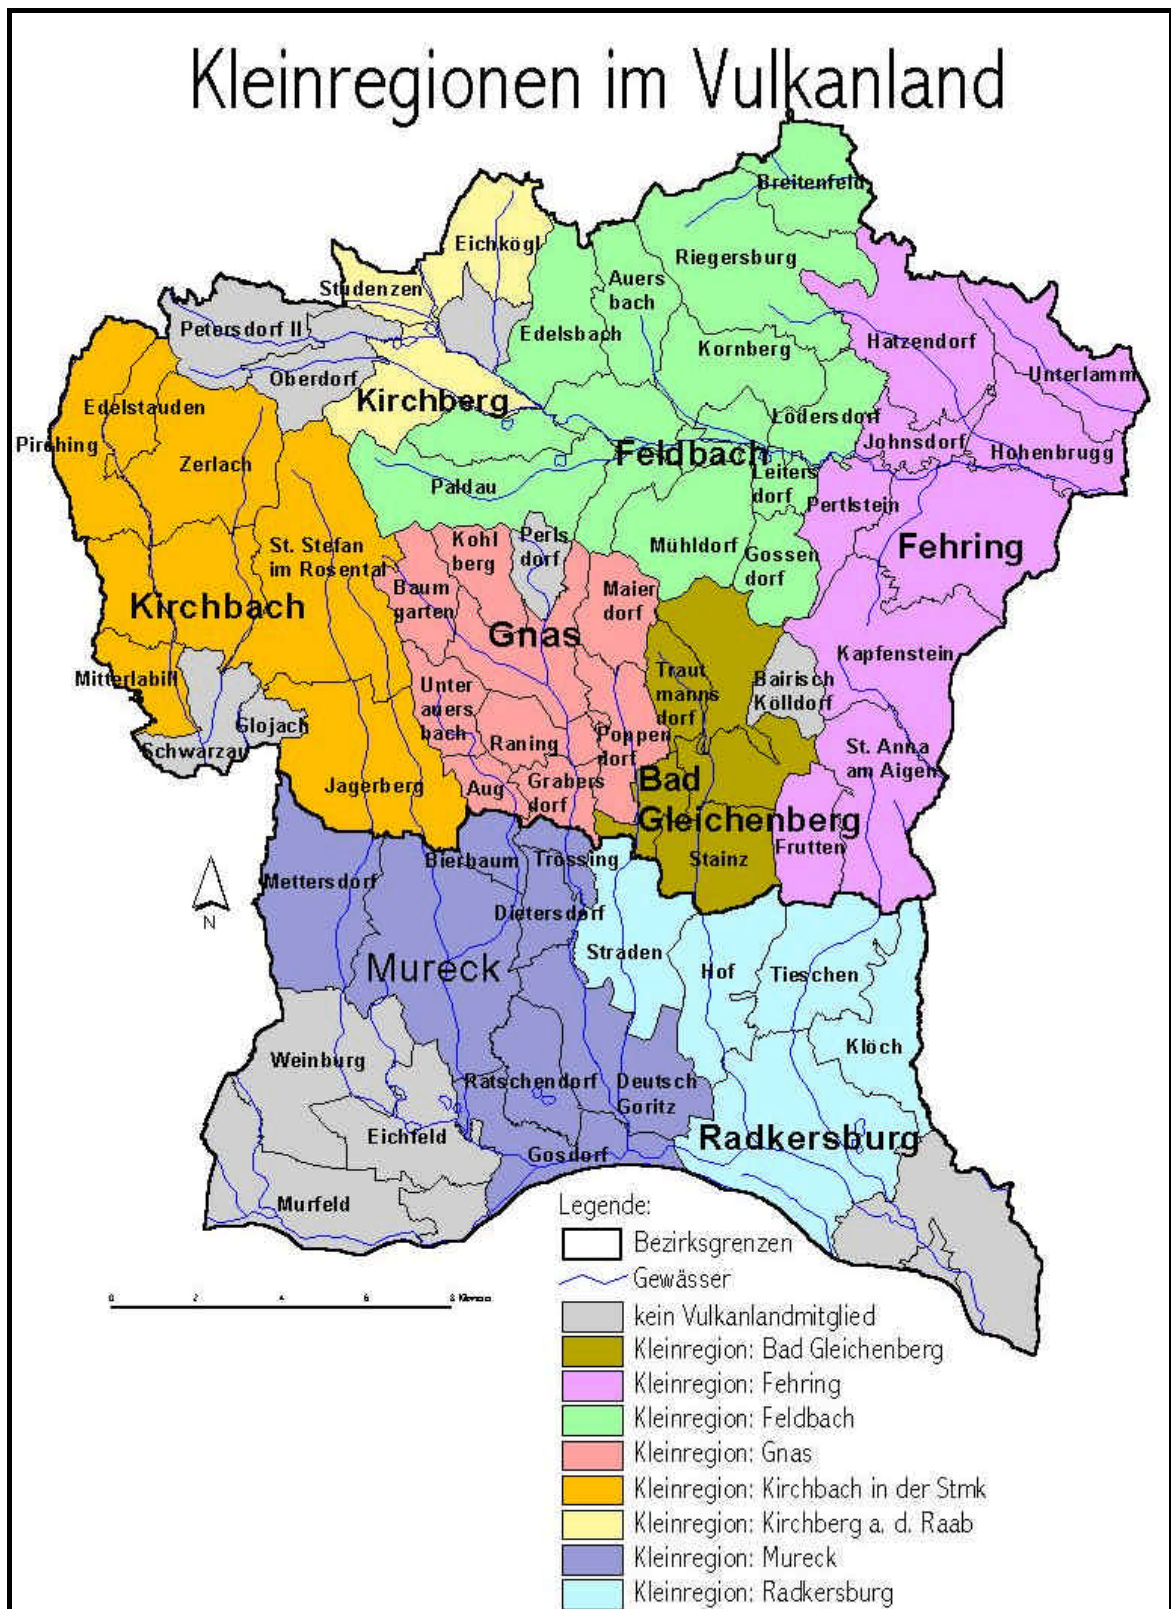 Kleinregionen im Vulkanland
Breitenfeld
Eichkögl
Riegersburg
Auers
bach
Studenzen
Petersdorf II
Edelsbach
Kornberg
Hatzendorf
Unterlamm
Oberdorf
Kirchberg
Edelstauden
Pirching
Lödersdorf
Johnsdorf
Hohenbrugg
Zerlach
Feldbach
Leiters
dorf
Paldau
Pertlstein
St. Stefan
im Rosental
Kohl
berg
Perls
dorf
Mühldorf
Gossen
dorf
Fehring
Baum
garten
Maier
dorf
Kirchbach
Gnas
Kapfenstein
Mitterlabill
Traut
manns
dorf
Bairisch
Kölldorf
Unter
auers
bach
Glojach
Schwarzau
Raning
Poppen
dorf
St. Anna
am Aigen
Jagerberg
Aug
Grabers
dorf
Bad
Gleichenberg
Frutten
Stainz
Bierbaum
Trössing
Mettersdorf
Dietersdorf
N
Straden
Mureck
Hof
Tieschen
Klöch
Weinburg
Ratschendorf
Deutsch
Goritz
Eichfeld
Gosdorf
Radkersburg
Murfeld
Legende:
Bezirksgrenzen
Gewässer
0 2 4 6 8
kein Vulkanlandmitglied
Kleinregion: Bad Gleichenberg
Kleinregion: Fehring
Kleinregion: Feldbach
Kleinregion: Gnas
Kleinregion: Kirchbach in der Stmk
Kleinregion: Kirchberg a. d. Raab
Kleinregion: Mureck
Kleinregion: Radkersburg